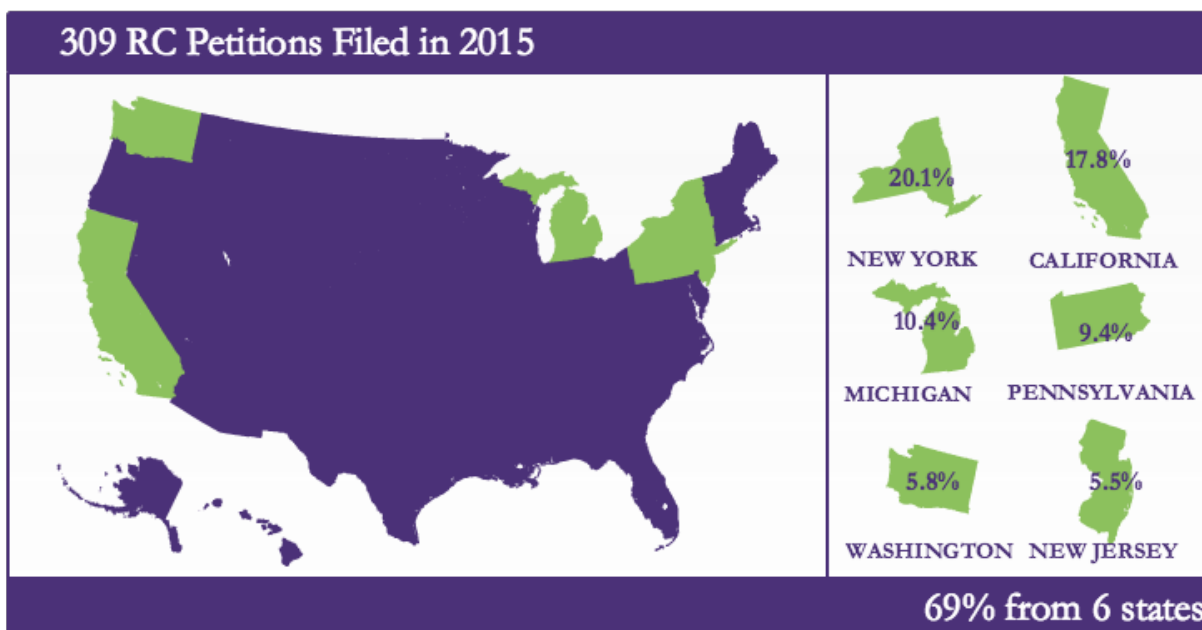 309 RC Petitions Filed in 2015
20.1%
17.8%
NEW YORK
CALIFORNIA
10.4%
9.4%
MICHIGAN
PENNSYLVANIA
5.8%
5.5%
WASHINGTON
NEW JERSEY
69% from 6 states